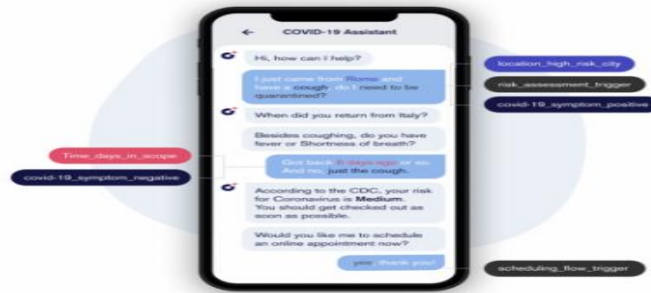 COVID-19 Assistant
Hi, how can I help?
I just came from Rome and
have a cough, do I need to be
quarantined?
When did you return from Italy?
Besides coughing, do you have
fever or Shortness of breath?
Got back 6 days ago or so.
And no, just the cough.
According to the CDC, your risk
for Coronavirus is Medium.
You should get checked out as
soon as possible.
Would you like me to schedule
an online appointment now?
yes, thank you!
location_high_risk_city
risk_assessment_trigger
covid-19_symptom_positive
Time_days_in_scope
covid-19_symptom_negative
scheduling_flow_trigger